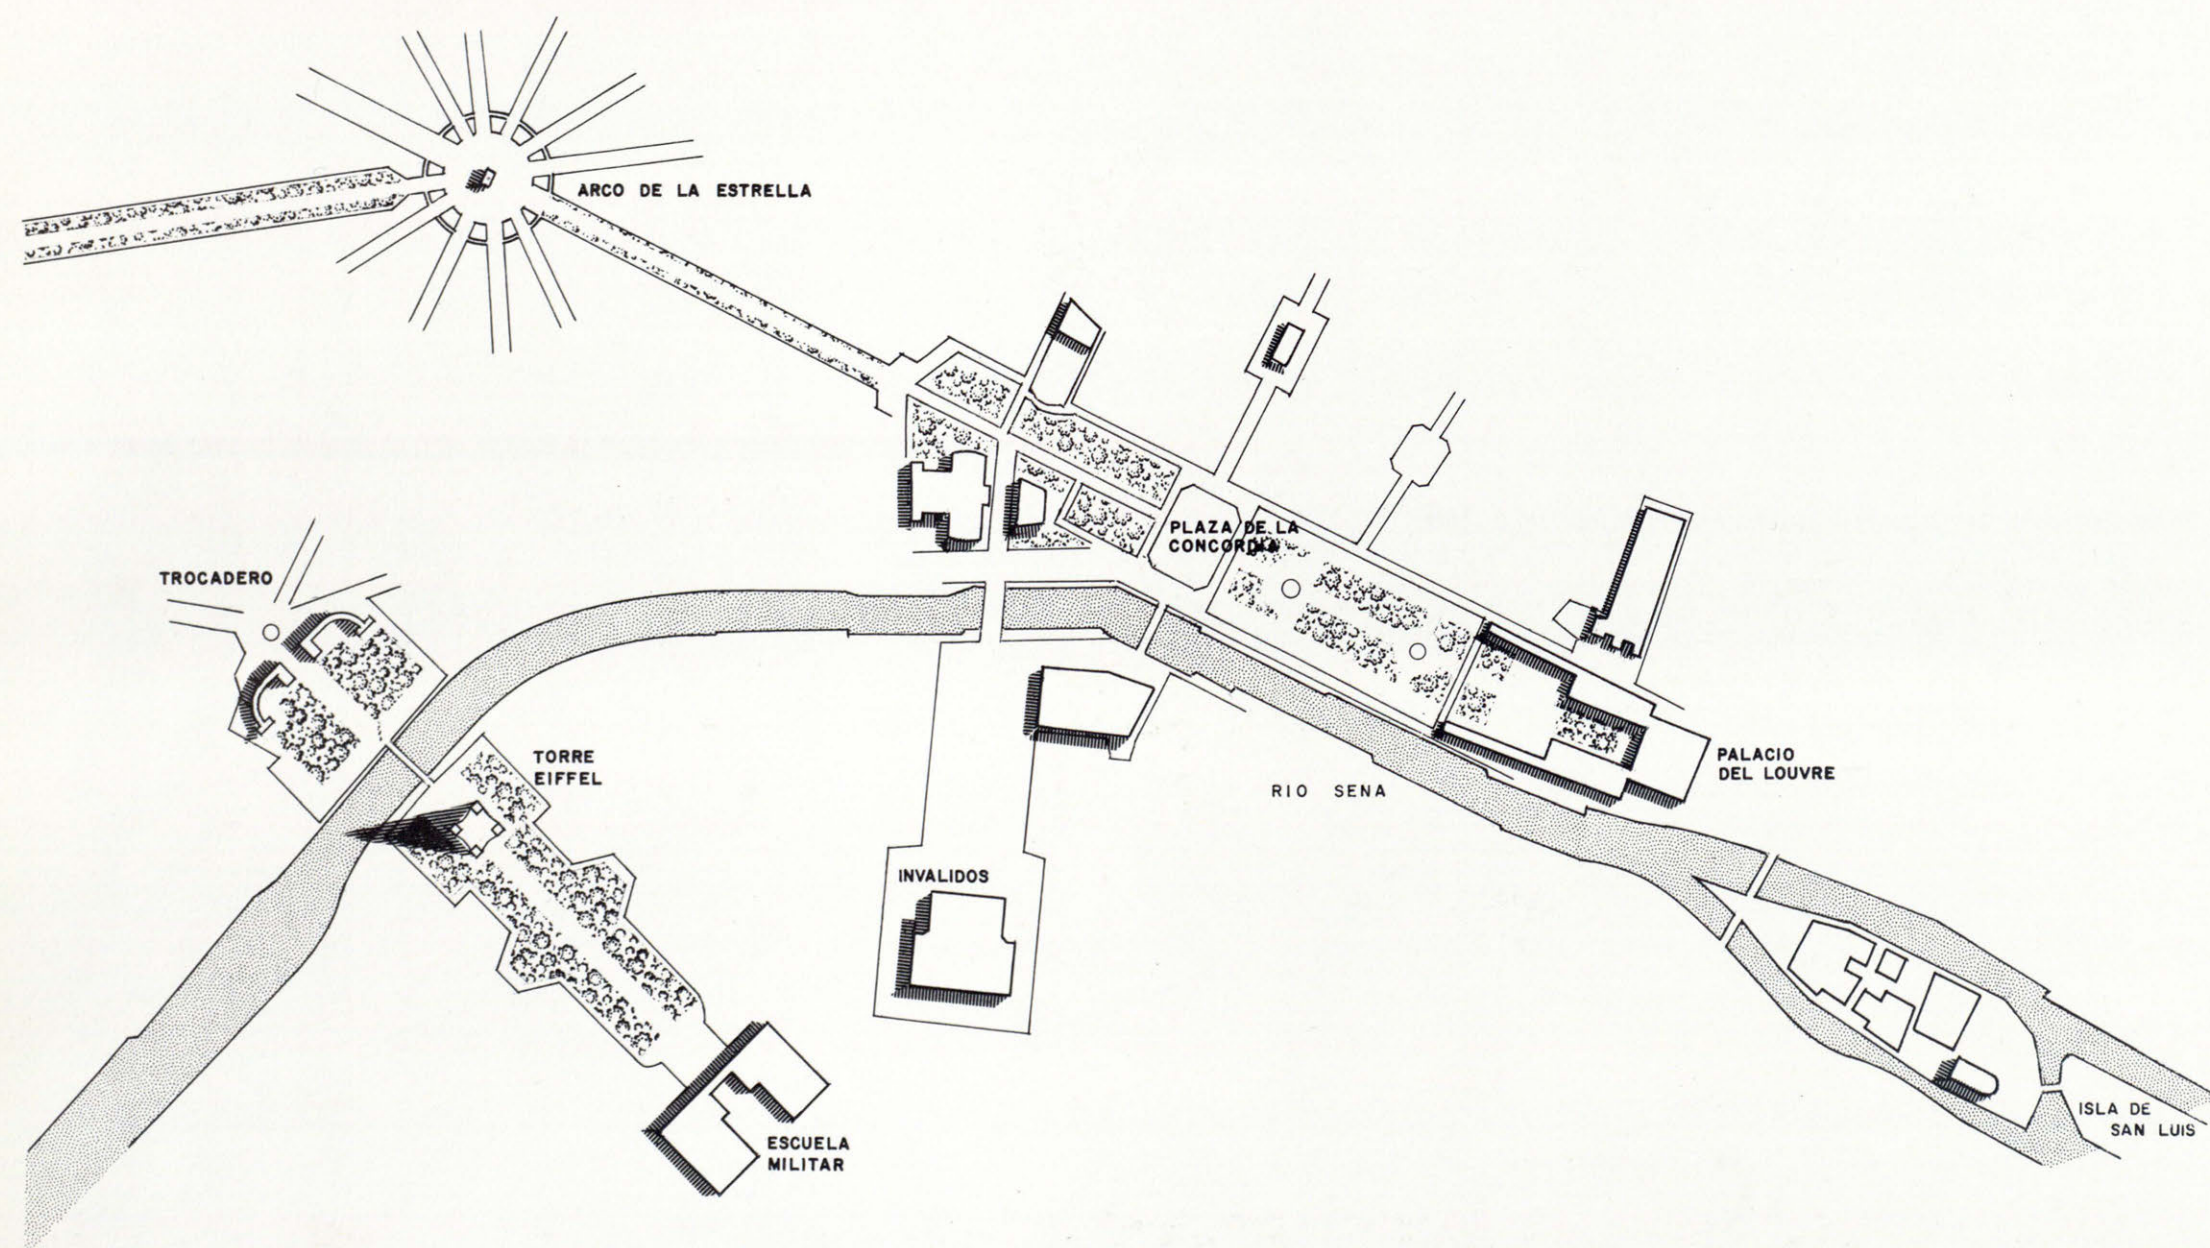 ARCO DE LA ESTRELLA
PLAZA DE LA
CONCORDIA
TROCADERO
TORRE
EIFFEL
PALACIO
DEL LOUVRE
RIO SENA
INVALIDOS
ISLA DE
SAN LUIS
ESCUELA
MILITAR